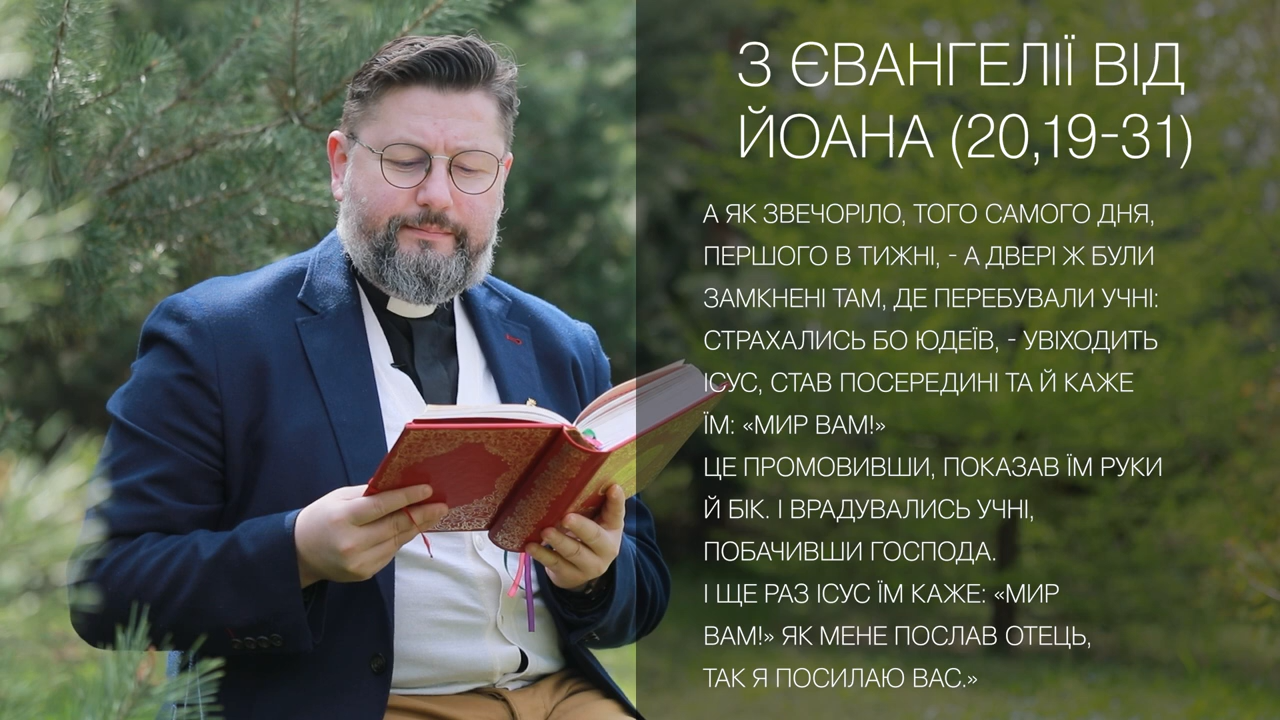 З ЄВАНГЕЛІЇ ВІД
ЙОАНА (20,19-31)
А ЯК ЗВЕЧОРІЛО, ТОГО САМОГО ДНЯ,
ПЕРШОГО В ТИЖНІ, - А ДВЕРІ Ж БУЛИ
ЗАМКНЕНІ ТАМ, ДЕ ПЕРЕБУВАЛИ УЧНІ:
СТРАХАЛИСЬ БО ЮДЕЇВ, - УВІХОДИТЬ
ІСУС, СТАВ ПОСЕРЕДИНІ ТА Й КАЖЕ
ЇМ: «МИР ВАМ!»
ЦЕ ПРОМОВИВШИ, ПОКАЗАВ ЇМ РУКИ
Й БІК. І ВРАДУВАЛИСЬ УЧНІ,
ПОБАЧИВШИ ГОСПОДА.
І ЩЕ РАЗ ІСУС ЇМ КАЖЕ: «МИР
ВАМ!» ЯК МЕНЕ ПОСЛАВ ОТЕЦЬ,
ТАК Я ПОСИЛАЮ ВАС.»